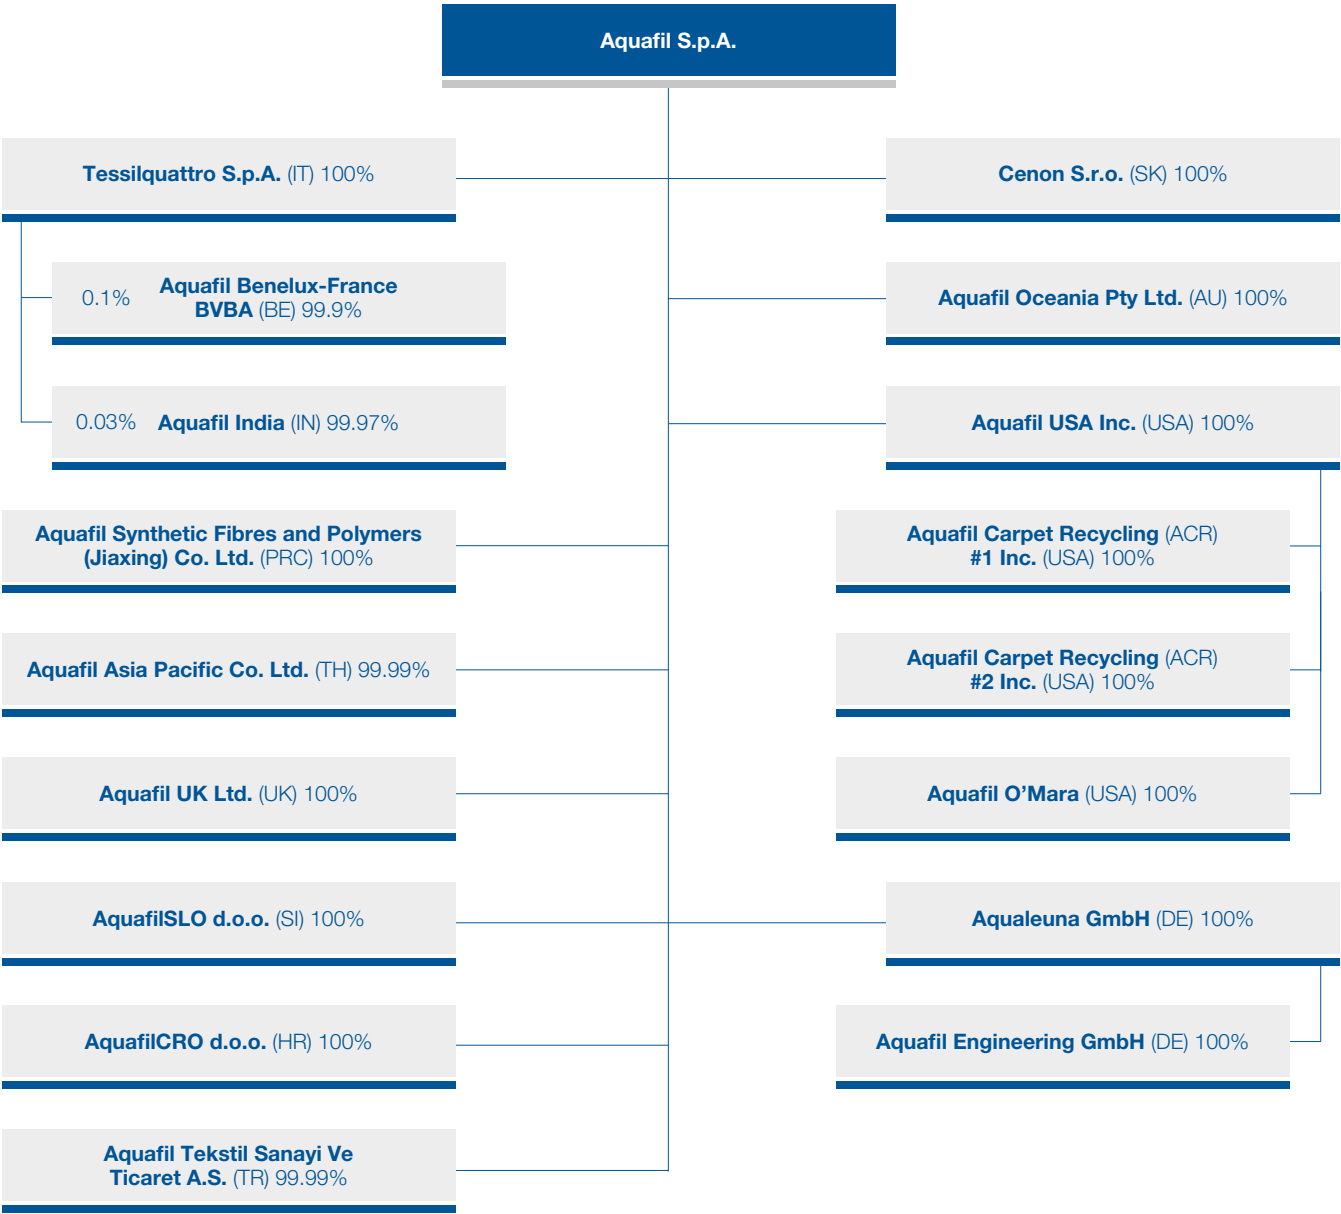 Aquafil S.p.A.
Tessilquattro S.p.A. (IT) 100%
0.1%
Aquafil Benelux-France
BVBA (BE) 99.9%
0.03%
Aquafil India (IN) 99.97%
Aquafil Synthetic Fibres and Polymers
(Jiaxing) Co. Ltd. (PRC) 100%
Aquafil Asia Pacific Co. Ltd. (TH) 99.99%
Aquafil UK Ltd. (UK) 100%
AquafilSLO d.o.o. (SI) 100%
AquafilCRO d.o.o. (HR) 100%
Aquafil Tekstil Sanayi Ve
Ticaret A.S. (TR) 99.99%
Cenon S.r.o. (SK) 100%
Aquafil Oceania Pty Ltd. (AU) 100%
Aquafil USA Inc. (USA) 100%
Aquafil Carpet Recycling (ACR)
#1 Inc. (USA) 100%
Aquafil Carpet Recycling (ACR)
#2 Inc. (USA) 100%
Aquafil O’Mara (USA) 100%
Aqualeuna GmbH (DE) 100%
Aquafil Engineering GmbH (DE) 100%